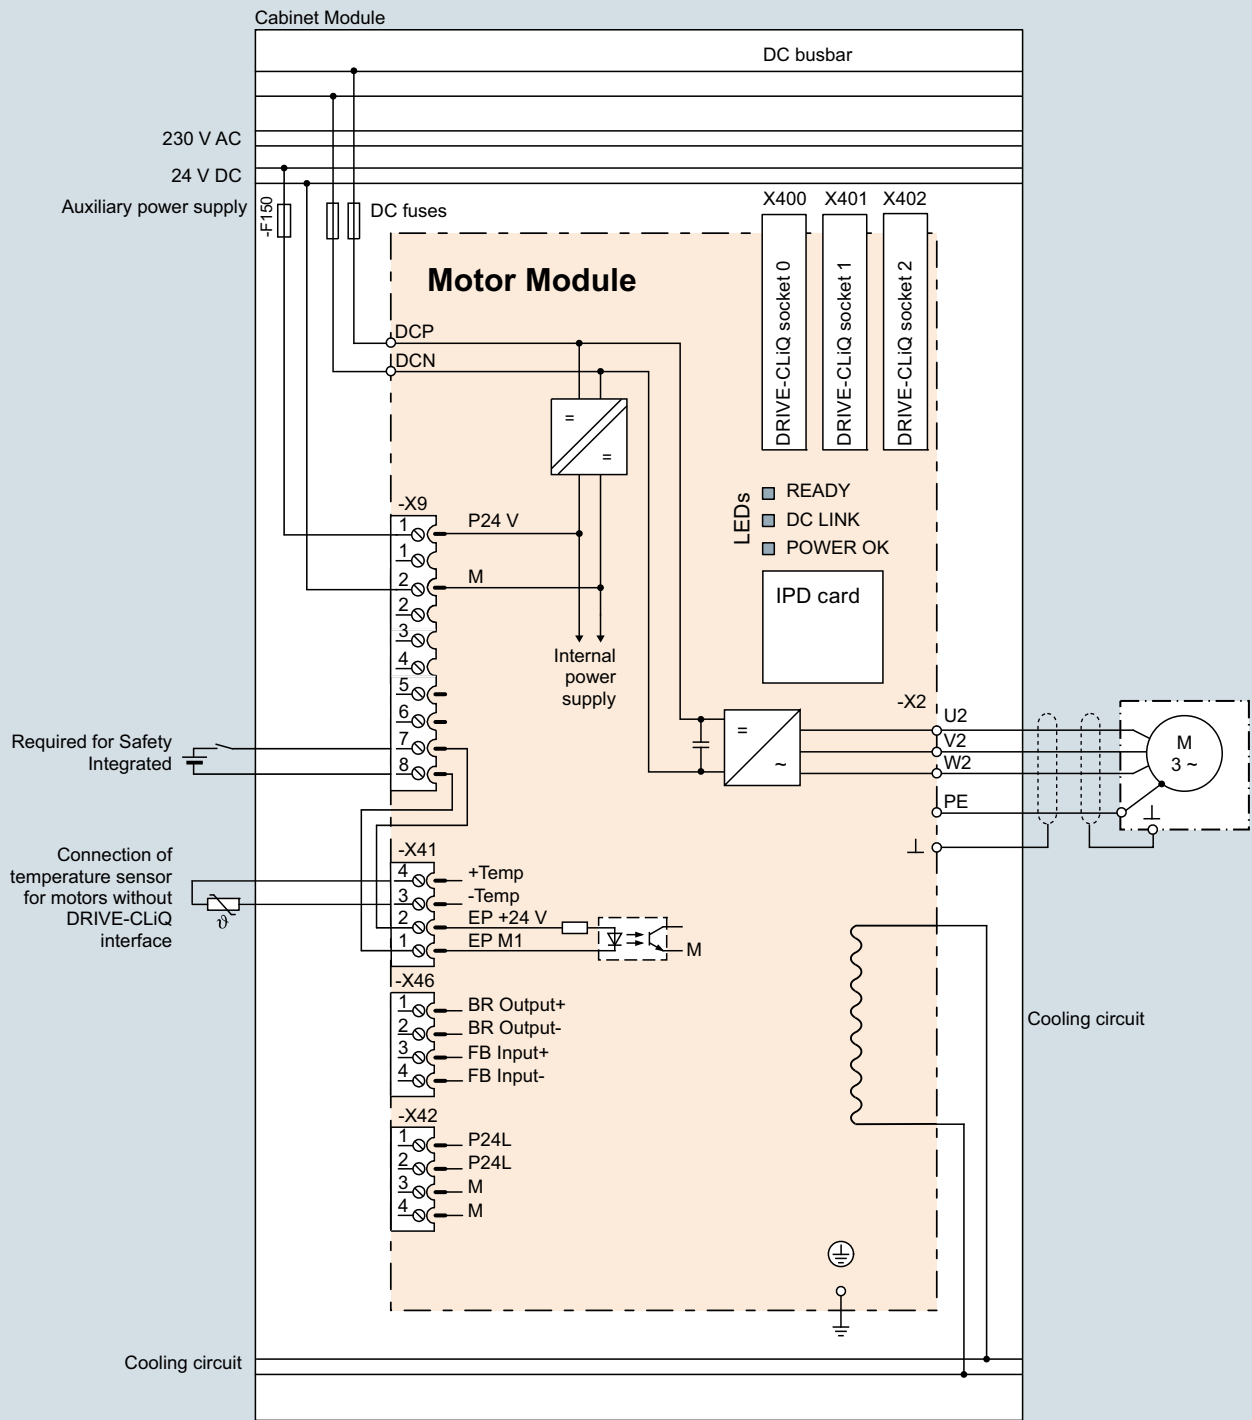 Cabinet Module
DC busbar
230 V AC
24 V DC
Auxiliary power supply
-F150
DC fuses
X400
X401
X402
DRIVE-CLiQ socket 0
DRIVE-CLiQ socket 1
DRIVE-CLiQ socket 2
Motor Module
DCP
DCN
=
=
LEDs
READY
DC LINK
POWER OK
IPD card
-X9
1
P24 V
1
2
M
2
3
4
5
6
7
8
Internal
power
supply
Required for Safety
Integrated
=
~
-X2
U2
V2
W2
PE
M
3 ~
Connection of
temperature sensor
for motors without
DRIVE-CLiQ
interface
ϑ
-X41
4
+Temp
3
-Temp
2
EP +24 V
1
EP M1
M
-X46
1
BR Output+
2
BR Output-
3
FB Input+
4
FB Input-
-X42
1
P24L
2
P24L
3
M
4
M
Cooling circuit
Cooling circuit